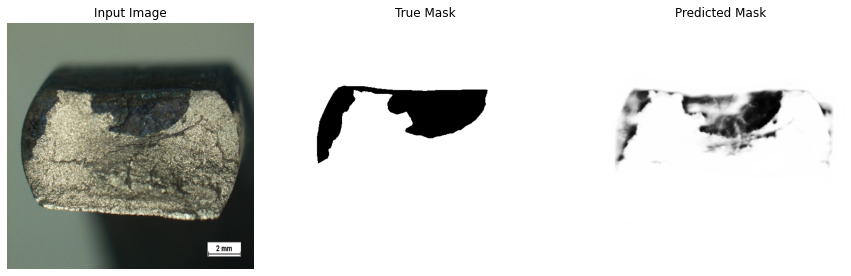 Input Image
True Mask
Predicted Mask
2 mm